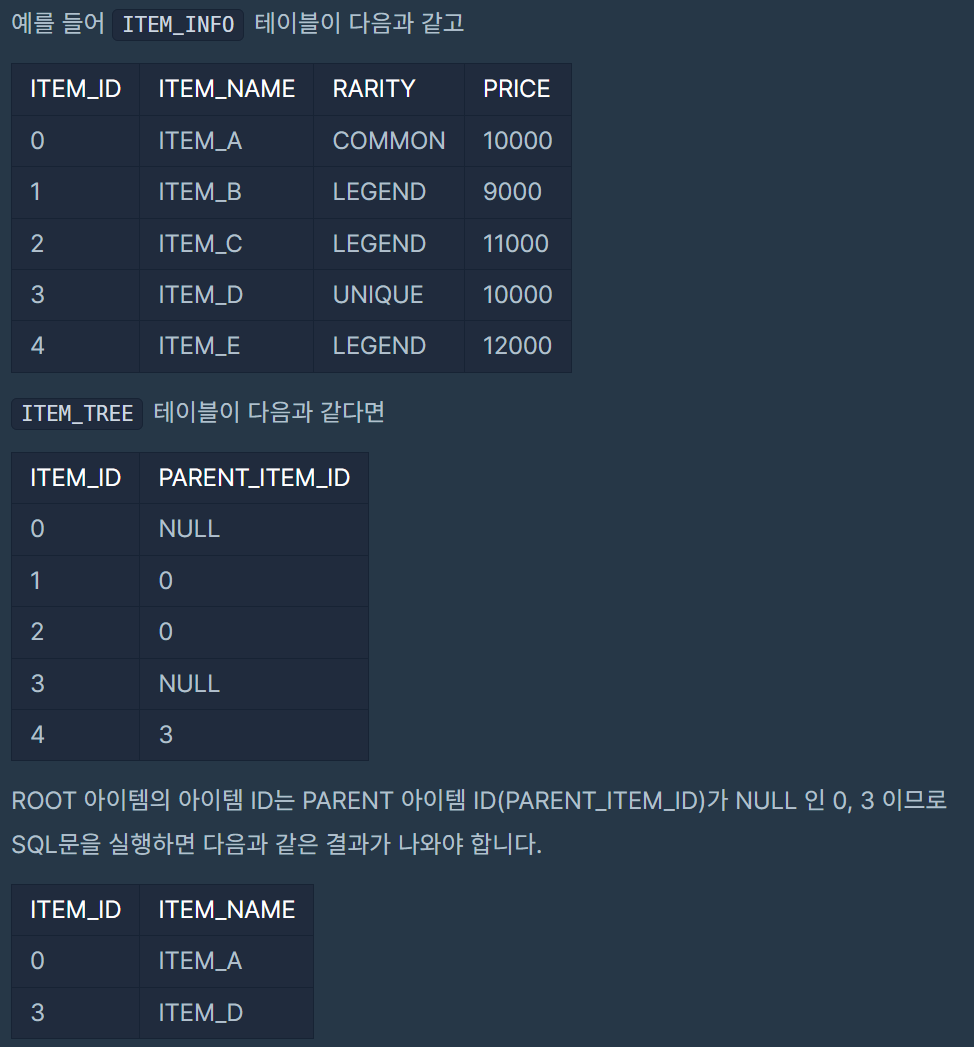 예를 들어 ITEM_INFO 테이블이 다음과 같고
ITEM_ID ITEM_NAME RARITY PRICE
0 ITEM_A COMMON 10000
1 ITEM_B LEGEND 9000
2 ITEM_C LEGEND 11000
3 ITEM_D UNIQUE 10000
4 ITEM_E LEGEND 12000
ITEM_TREE 테이블이 다음과 같다면
ITEM_ID PARENT_ITEM_ID
0 NULL
1 0
2 0
3 NULL
4 3
ROOT 아이템의 아이템 ID는 PARENT 아이템 ID(PARENT_ITEM_ID)가 NULL 인 0, 3 이므로
SQL문을 실행하면 다음과 같은 결과가 나와야 합니다.
ITEM_ID ITEM_NAME
0 ITEM_A
3 ITEM_D